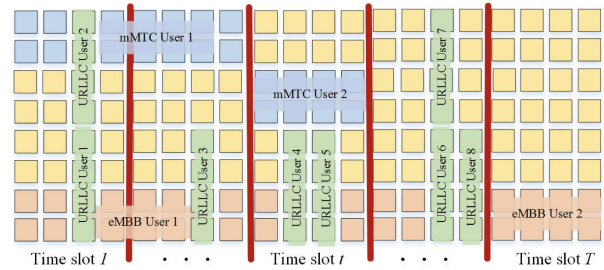 URLLC User 2
mMTC User 1
URLLC User 7
mMTC User 2
URLLC User 1
URLLC User 3
URLLC User 4
URLLC User 5
URLLC User 6
URLLC User 8
eMBB User 1
eMBB User 2
Time slot 1 . . . Time slot t . . . Time slot T